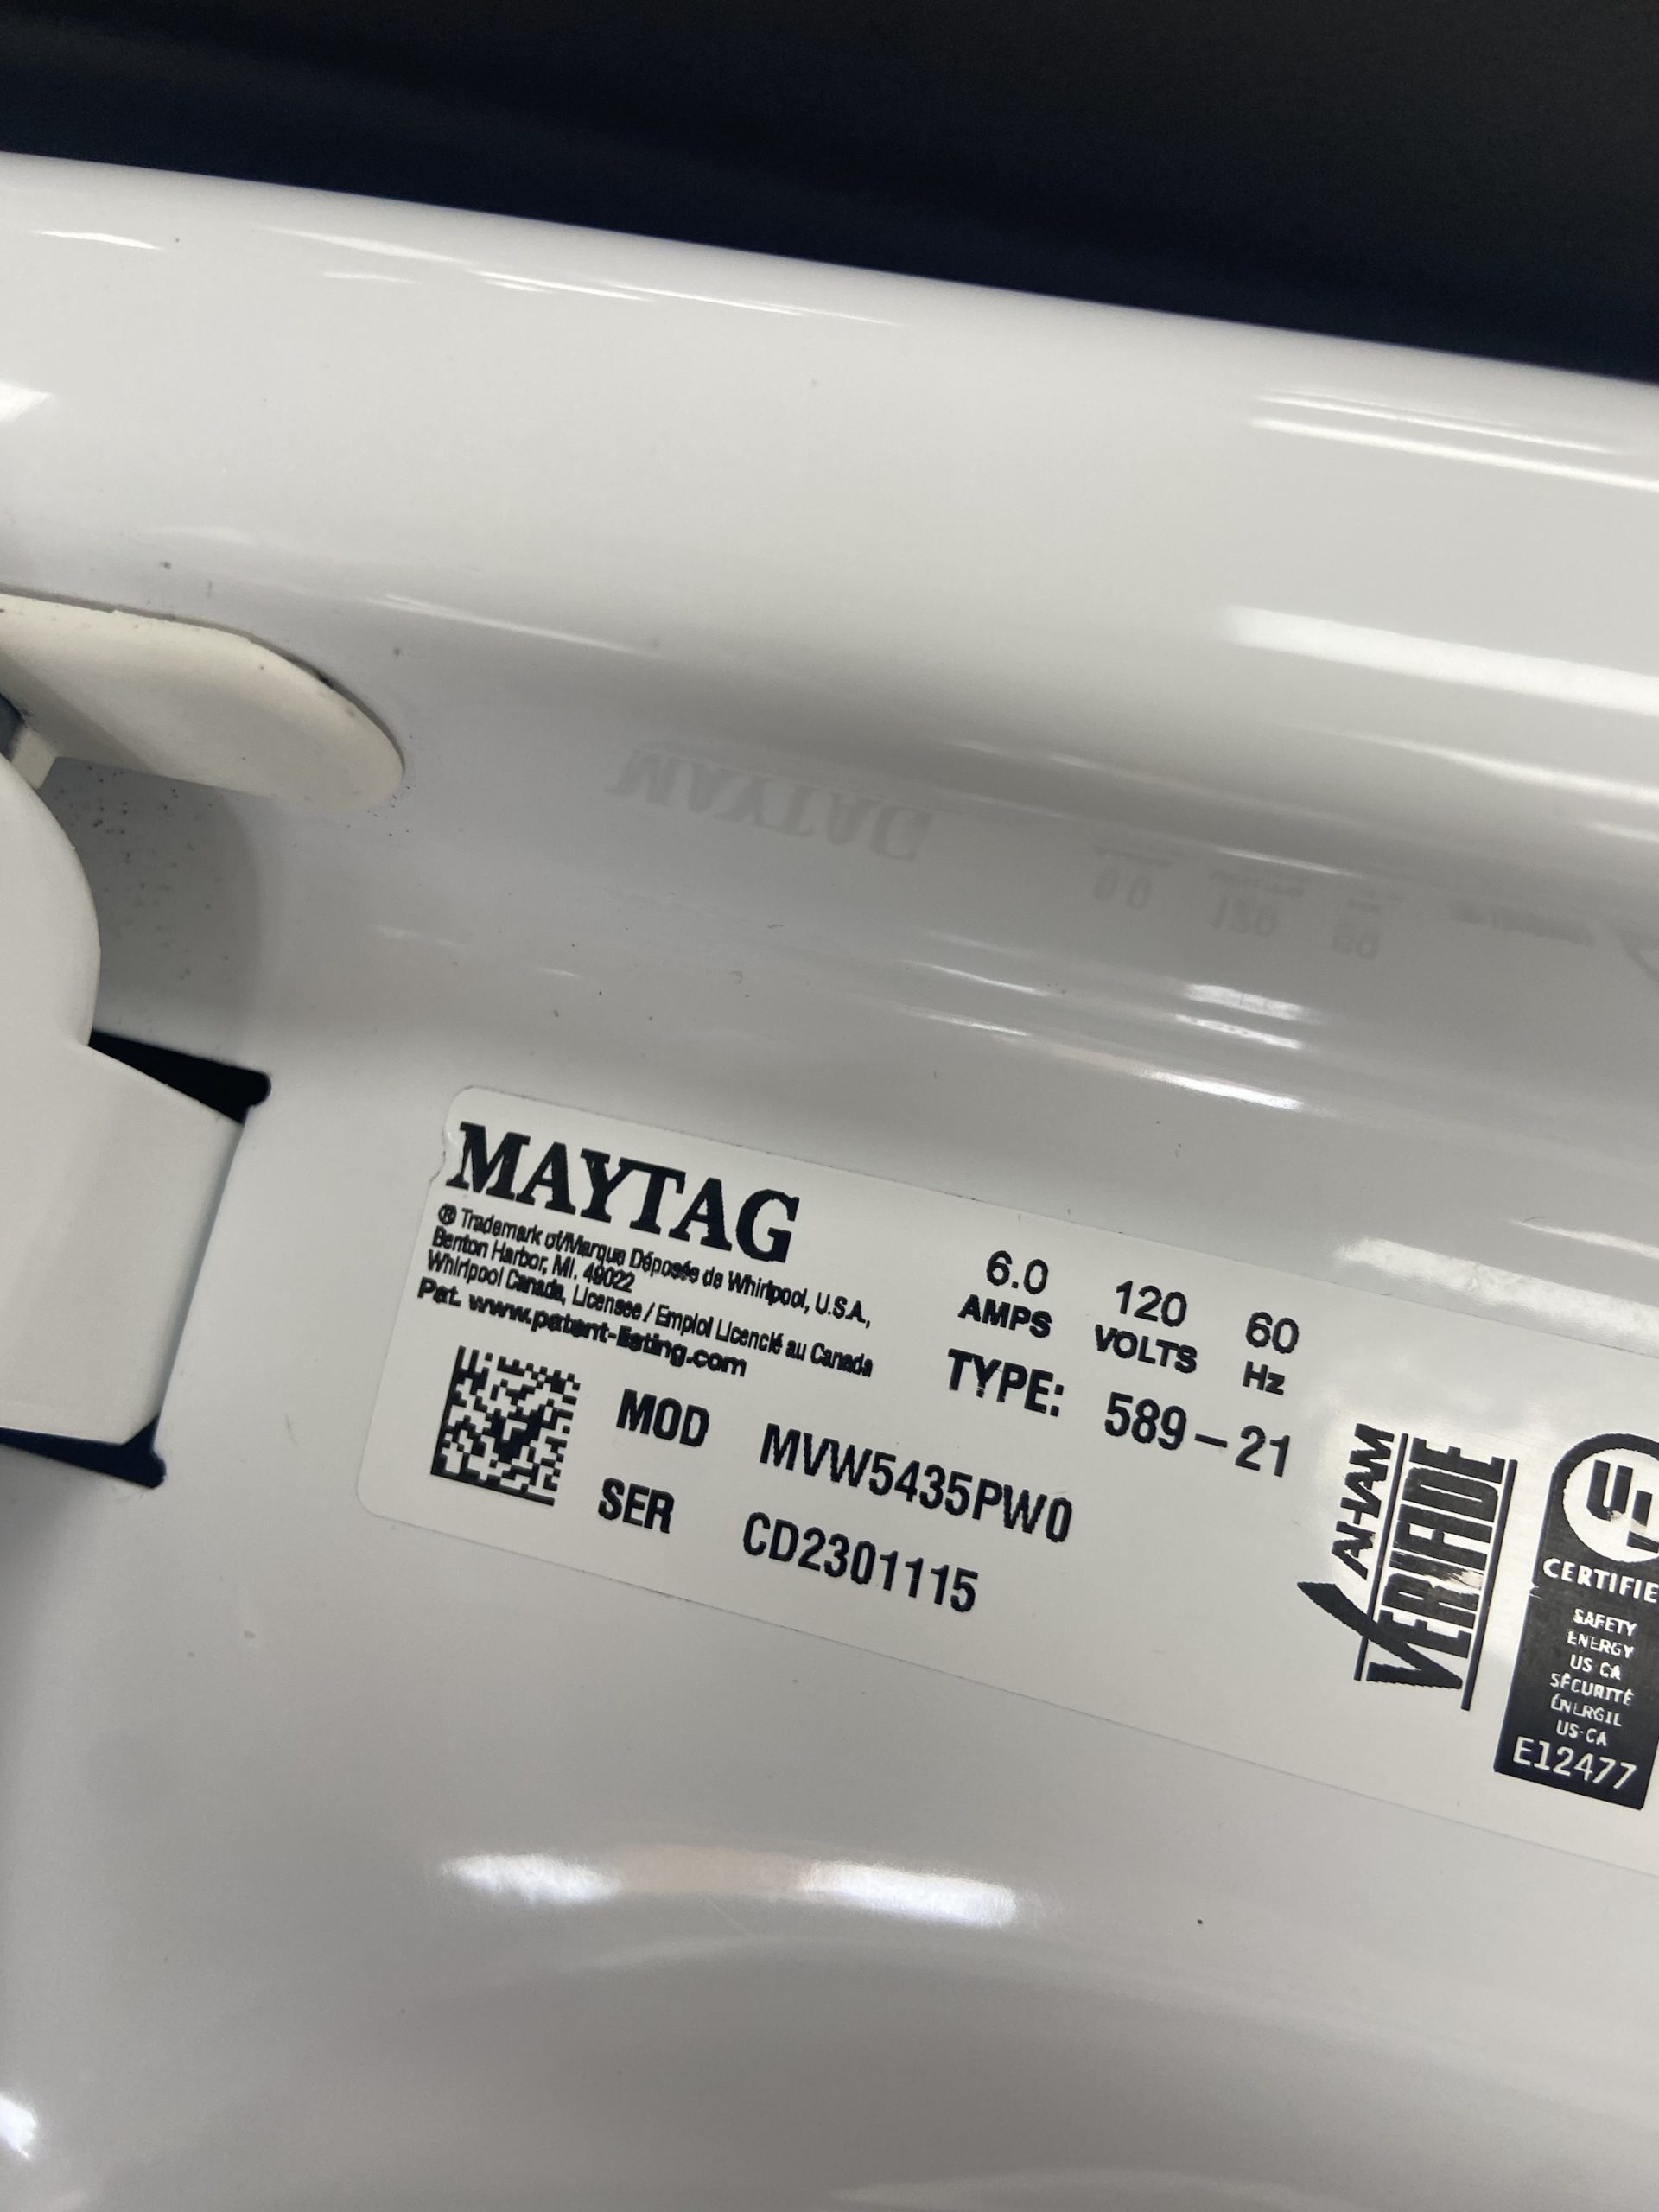 MAYTAG
® Trademark of/Marque Déposée de Whirlpool, U.S.A.,
Benton Harbor, MI. 49022
Whirlpool Canada, Licensee / Emploi Licencié au Canada
Pat. www.patent-listing.com
6.0 120 60
AMPS VOLTS Hz
TYPE: 589-21
MOD MVW5435PW0
SER CD2301115
AHAM
VERIFIDE
UL
CERTIFIE
SAFETY
ENERGY
US CA
SÉCURITÉ
ÉNERGIE
US-CA
E12477